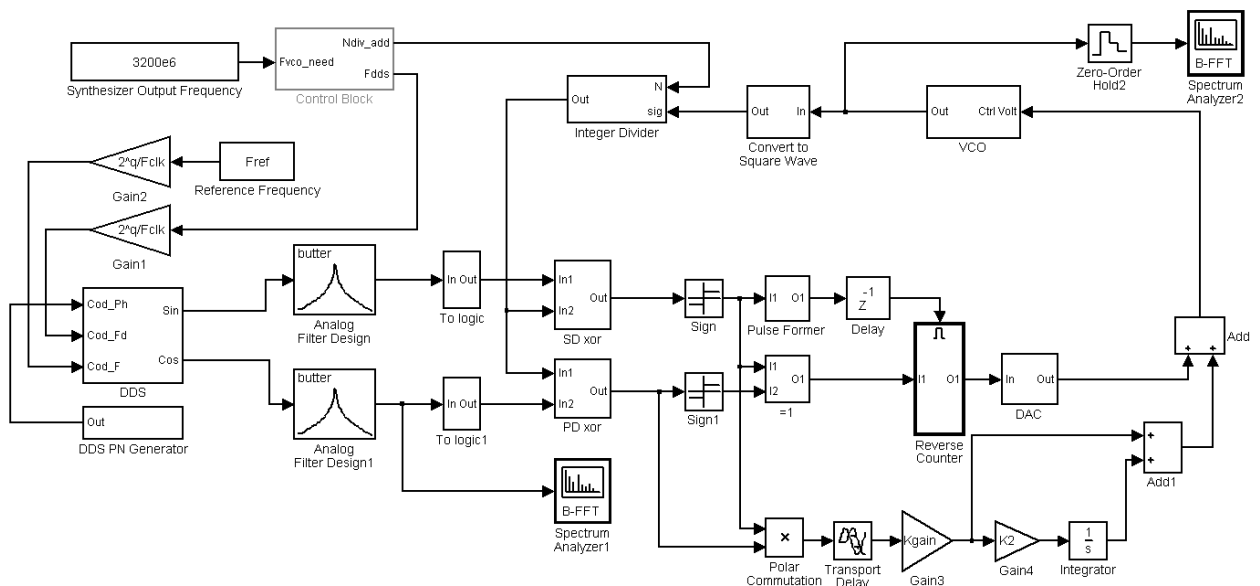 3200e6
Synthesizer Output Frequency
Fvco_need
Ndiv_add
Fdds
Control Block
N
sig
Out
Integer Divider
Out
In
Convert to
Square Wave
Out
Ctrl Volt
VCO
Zero-Order
Hold2
B-FFT
Spectrum
Analyzer2
2^q/Fclk
Gain2
Fref
Reference Frequency
2^q/Fclk
Gain1
Cod_Ph
Cod_Fd
Cod_F
Sin
Cos
DDS
Out
DDS PN Generator
butter
Analog
Filter Design
butter
Analog
Filter Design1
In Out
To logic
In Out
To logic1
B-FFT
Spectrum
Analyzer1
In1
In2
Out
SD xor
In1
In2
Out
PD xor
Sign
Sign1
I1
O1
Pulse Former
-1
Z
Delay
I1
I2
O1
=1
I1
O1
Reverse
Counter
In
Out
DAC
+
+
Add
+
+
Add1
×
Polar
Commutation
Transport
Delay
Kgain
Gain3
K2
Gain4
1
s
Integrator